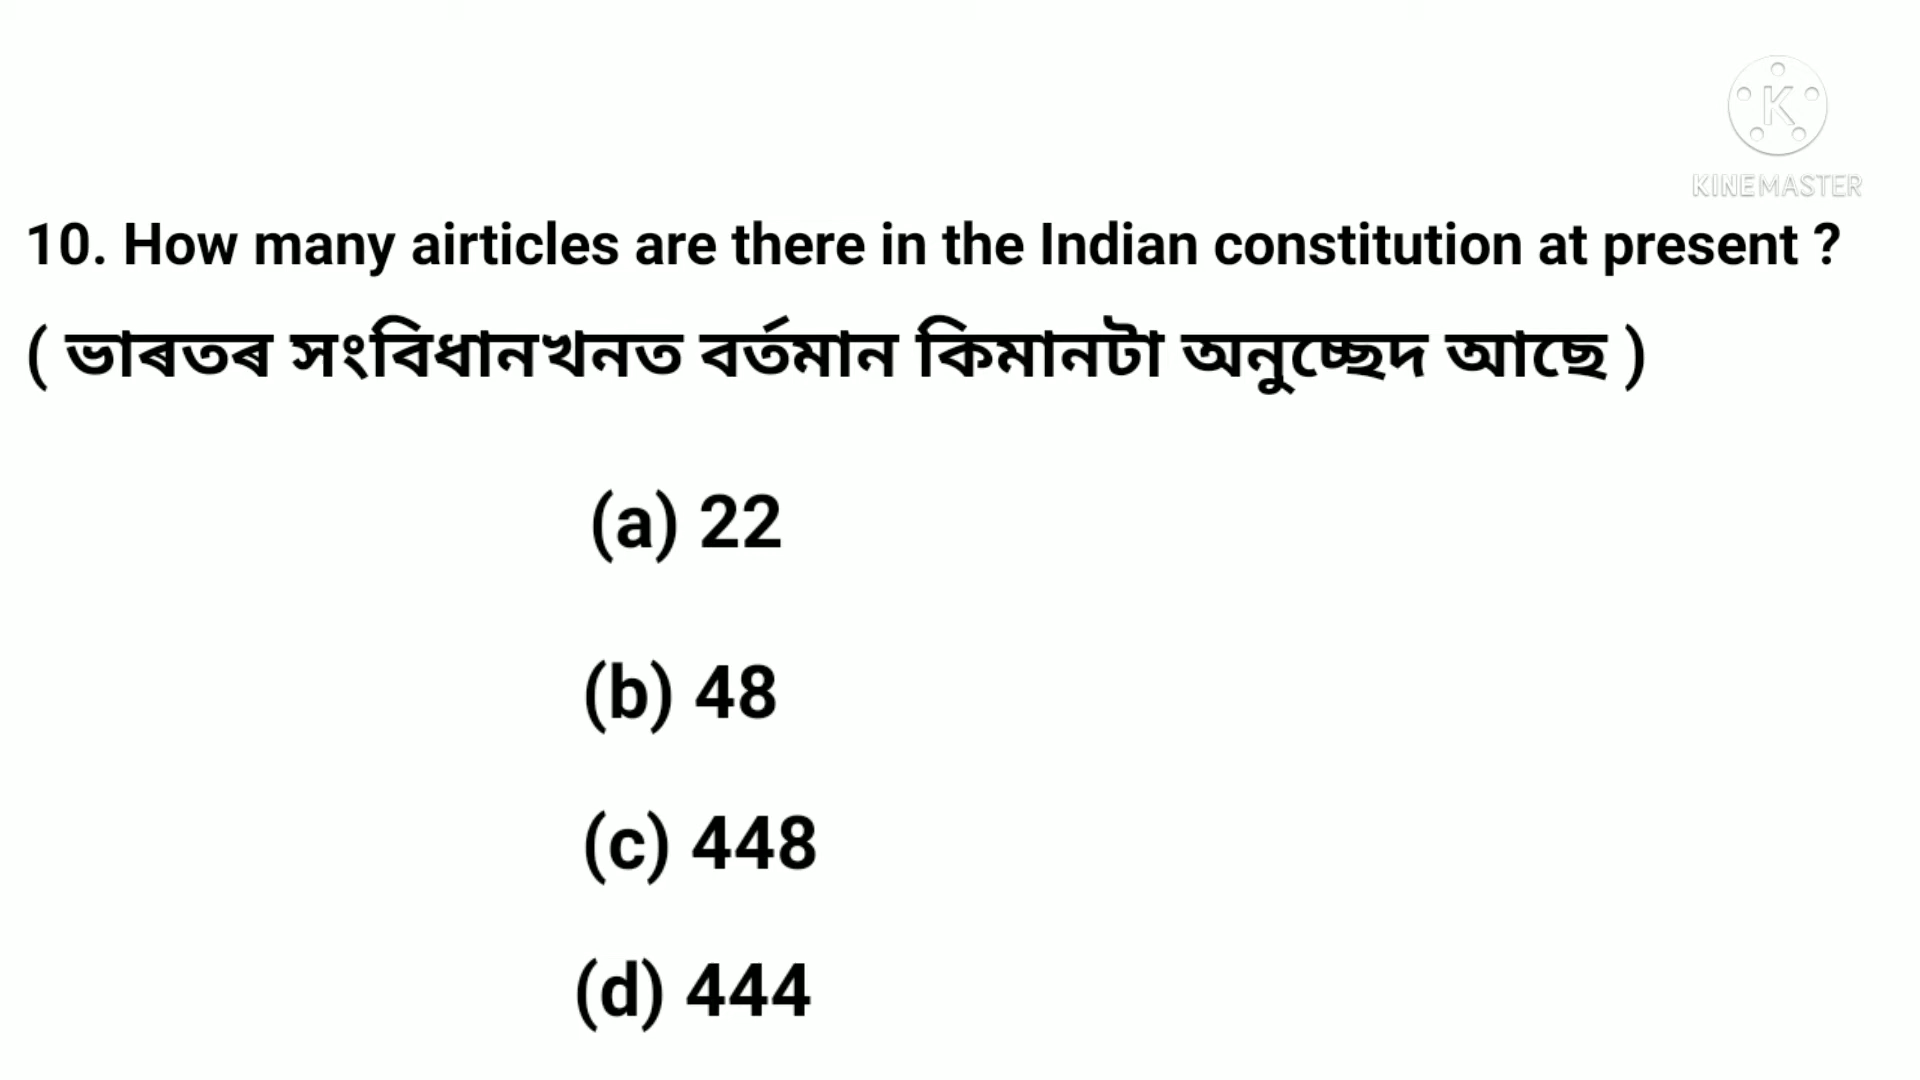 K
KINEMASTER
10. How many airticles are there in the Indian constitution at present ?
( ভাৰতৰ সংবিধানখনত বৰ্তমান কিমানটা অনুচ্ছেদ আছে )
(a) 22
(b) 48
(c) 448
(d) 444